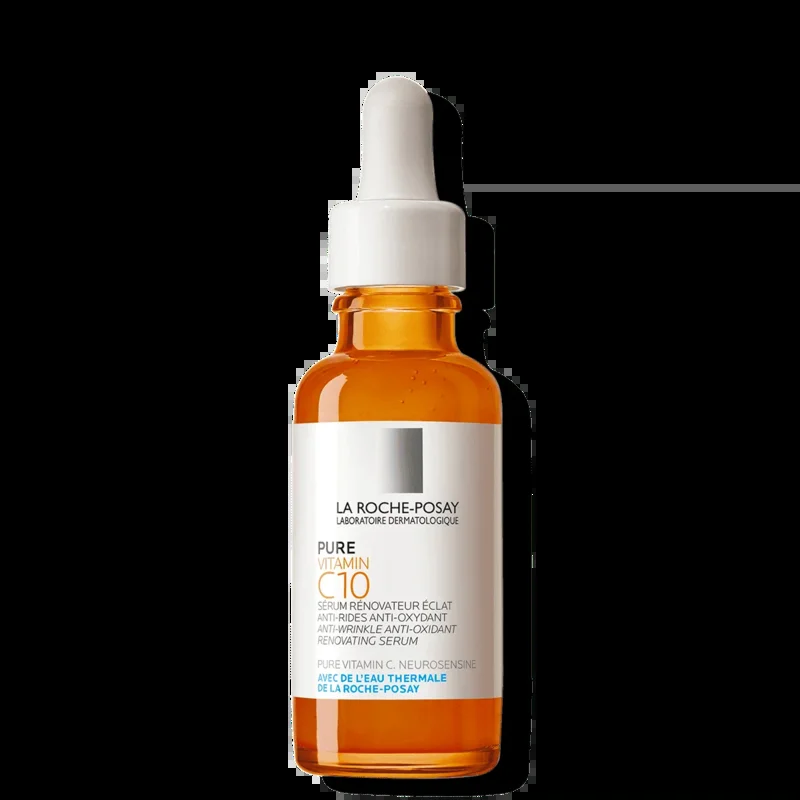 LA ROCHE-POSAY
LABORATOIRE DERMATOLOGIQUE
PURE
VITAMIN
C10
SÉRUM RÉNOVATEUR ÉCLAT
ANTI-RIDES ANTI-OXYDANT
ANTI-WRINKLE ANTI-OXIDANT
RENOVATING SERUM
PURE VITAMIN C. NEUROSENSINE
AVEC DE L'EAU THERMALE
DE LA ROCHE-POSAY